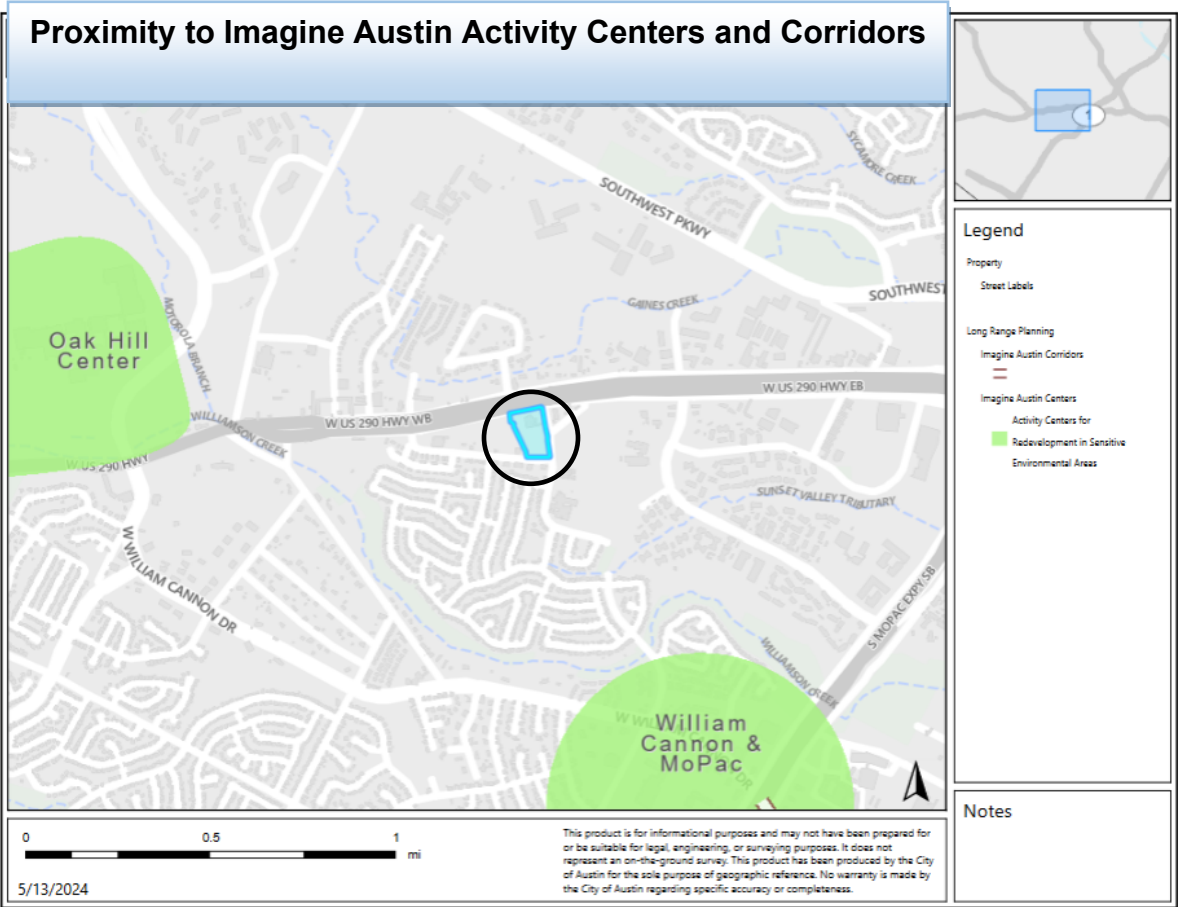 Proximity to Imagine Austin Activity Centers and Corridors
1
SYCAMORE CREEK
SOUTHWEST PKWY
SOUTHWEST
GAINES CREEK
MOTOROLA BRANCH
Oak Hill
Center
W US 290 HWY EB
W US 290 HWY WB
WILLIAMSON CREEK
W US 290 HWY
SUNSET VALLEY TRIBUTARY
W WILLIAM CANNON DR
S MOPAC EXPY SB
WILLIAMSON CREEK
William
Cannon &
MoPac
DR
Legend
Property
Street Labels
Long Range Planning
Imagine Austin Corridors
Imagine Austin Centers
Activity Centers for
Redevelopment in Sensitive
Environmental Areas
Notes
0 0.5 1
mi
5/13/2024
This product is for informational purposes and may not have been prepared for
or be suitable for legal, engineering, or surveying purposes. It does not
represent an on-the-ground survey. This product has been produced by the City
of Austin for the sole purpose of geographic reference. No warranty is made by
the City of Austin regarding specific accuracy or completeness.